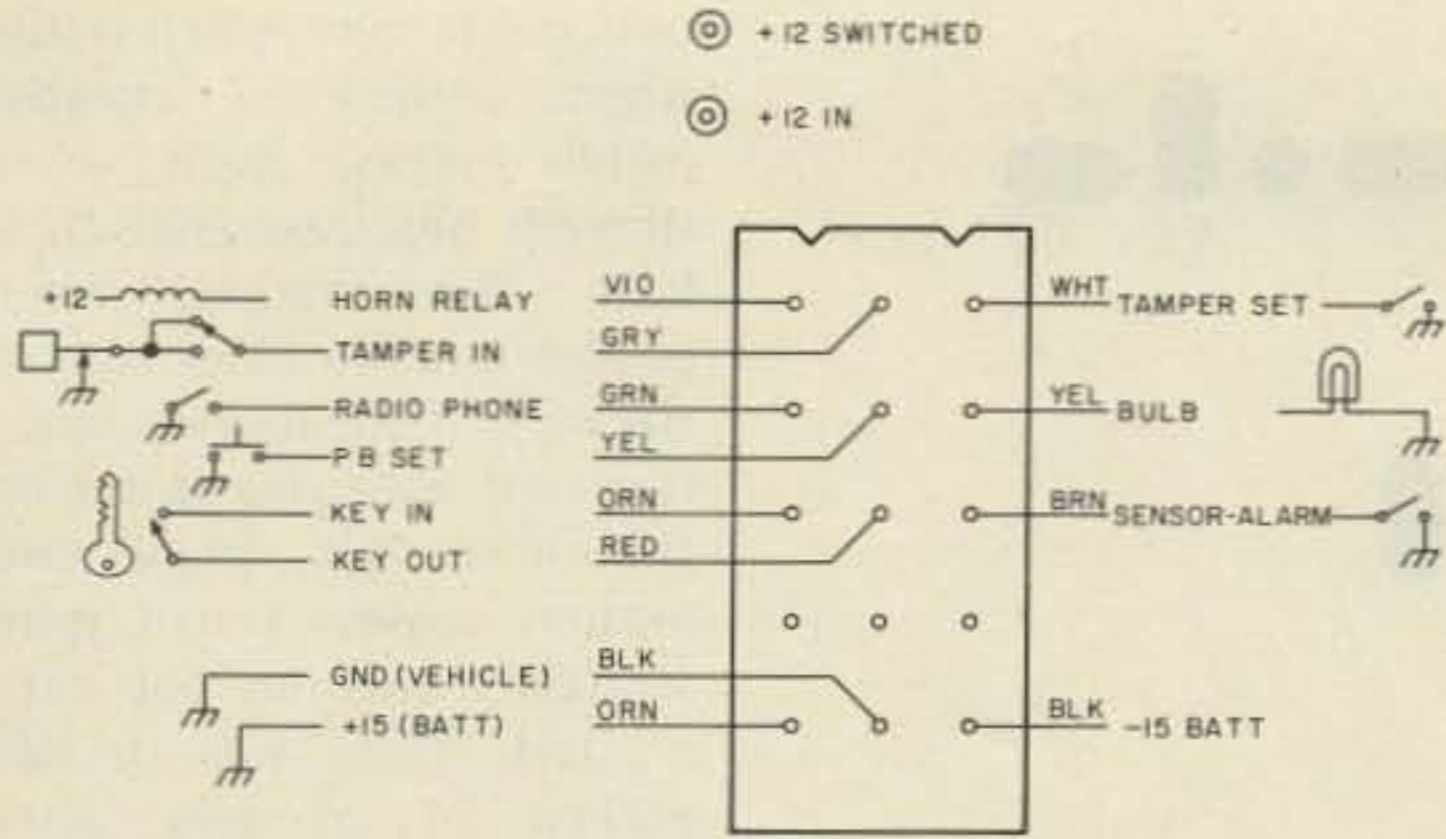 +12 SWITCHED
+12 IN
+12 HORN RELAY VIO WHT TAMPER SET
TAMPER IN GRY
RADIO PHONE GRN YEL BULB
PB SET YEL
KEY IN ORN BRN SENSOR-ALARM
KEY OUT RED
GND (VEHICLE) BLK
+15 (BATT) ORN BLK -15 BATT